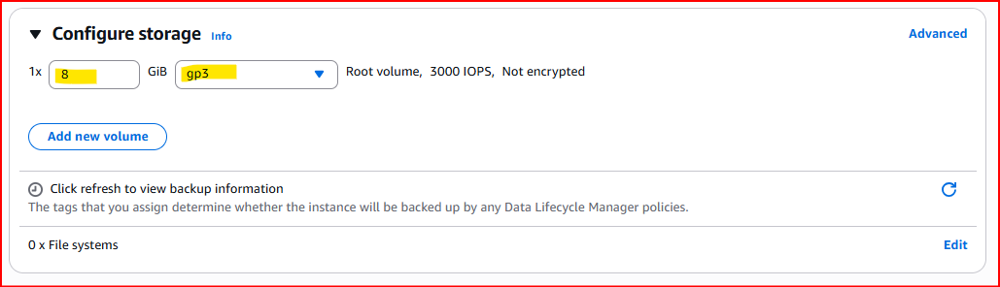 Configure storage Info Advanced
1x 8 GiB gp3 Root volume, 3000 IOPS, Not encrypted
Add new volume
Click refresh to view backup information
The tags that you assign determine whether the instance will be backed up by any Data Lifecycle Manager policies.
0 x File systems Edit